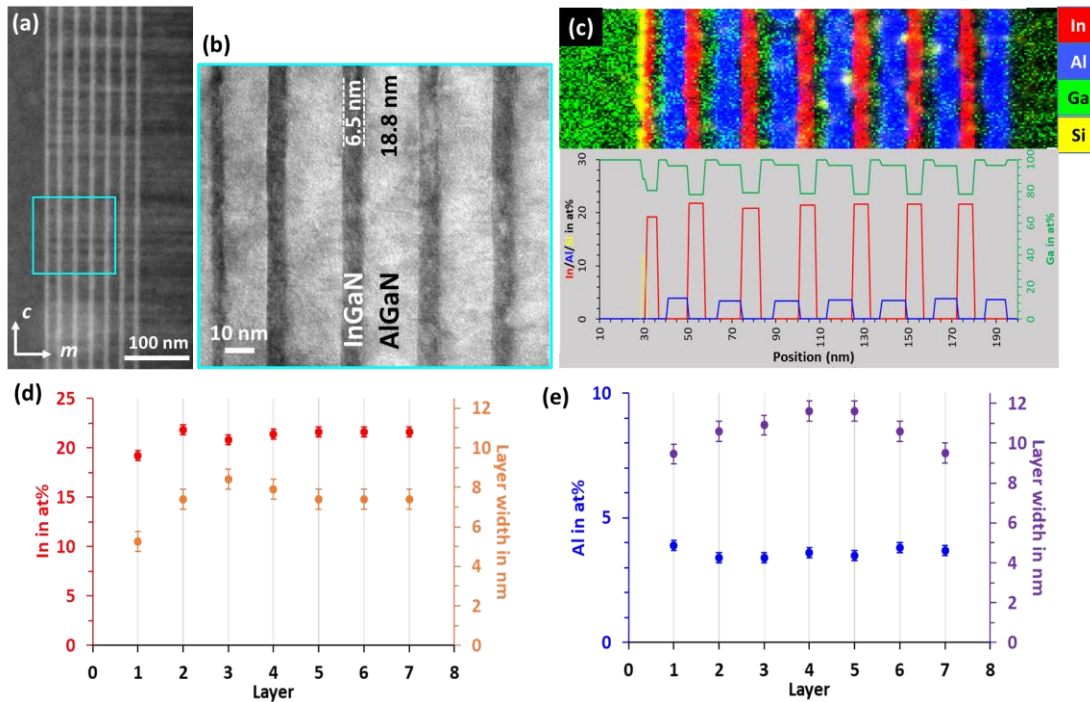 (a)
c
m
100 nm
(b)
6.5 nm
18.8 nm
InGaN
AlGaN
10 nm
(c)
In
Al
Ga
Si
In/Al/Si in at%
30
20
10
0
Ga in at%
100
80
60
40
20
0
10 30 50 70 90 110 130 150 170 190
Position (nm)
(d)
In in at%
25
20
15
10
5
0
Layer width in nm
12
10
8
6
4
2
0
0 1 2 3 4 5 6 7 8
Layer
(e)
Al in at%
10
5
0
Layer width in nm
12
10
8
6
4
2
0
0 1 2 3 4 5 6 7 8
Layer